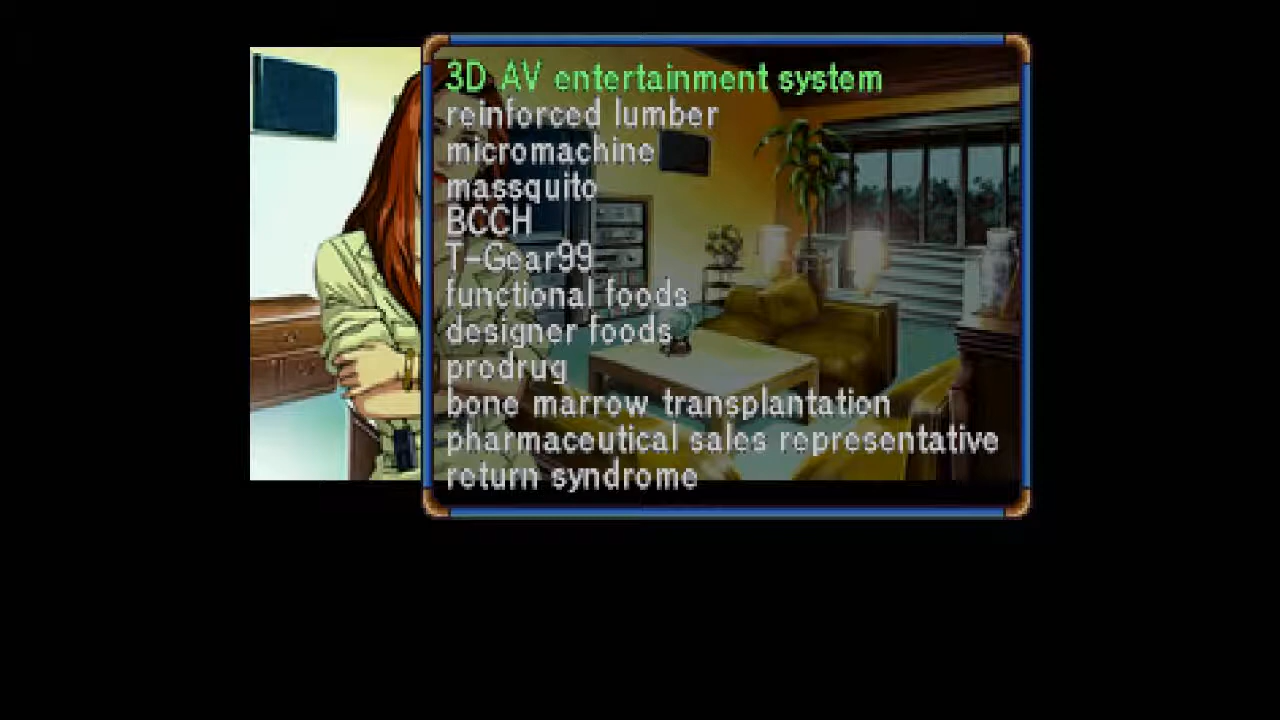 3D AV entertainment system
reinforced lumber
micromachine
massquito
BCCH
T-Gear99
functional foods
designer foods
prodrug
bone marrow transplantation
pharmaceutical sales representative
return syndrome